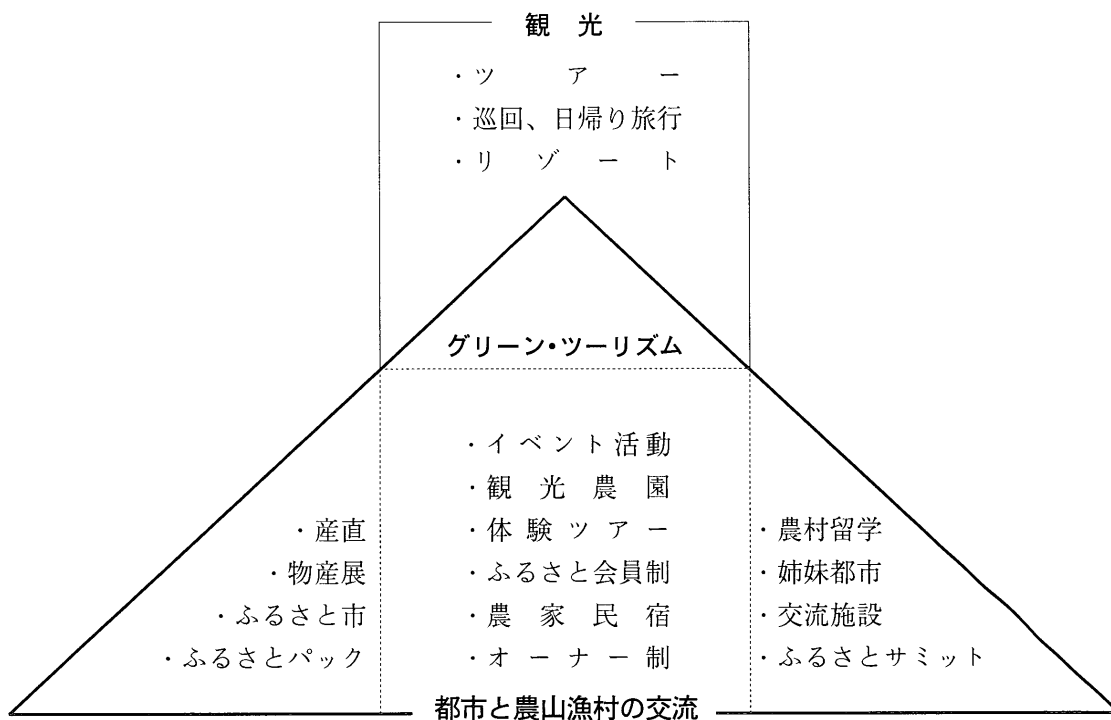 観光
・ツアー
・巡回、日帰り旅行
・リゾート
グリーン・ツーリズム
・イベント活動
・観光農園
・体験ツアー
・ふるさと会員制
・農家民宿
・オーナー制
・産直
・物産展
・ふるさと市
・ふるさとパック
・農村留学
・姉妹都市
・交流施設
・ふるさとサミット
都市と農山漁村の交流